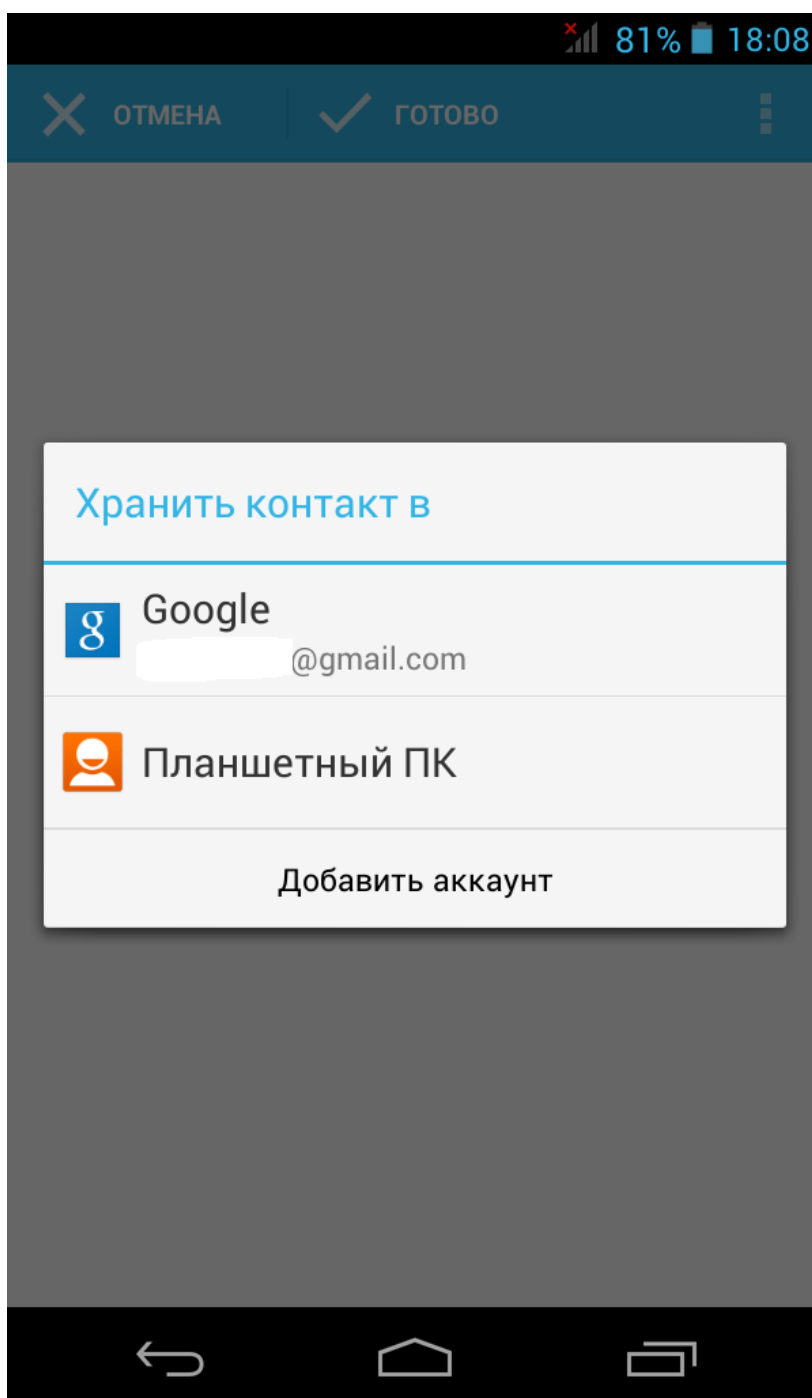 81% 18:08
ОТМЕНА ГОТОВО
Хранить контакт в
g Google
@gmail.com
Планшетный ПК
Добавить аккаунт